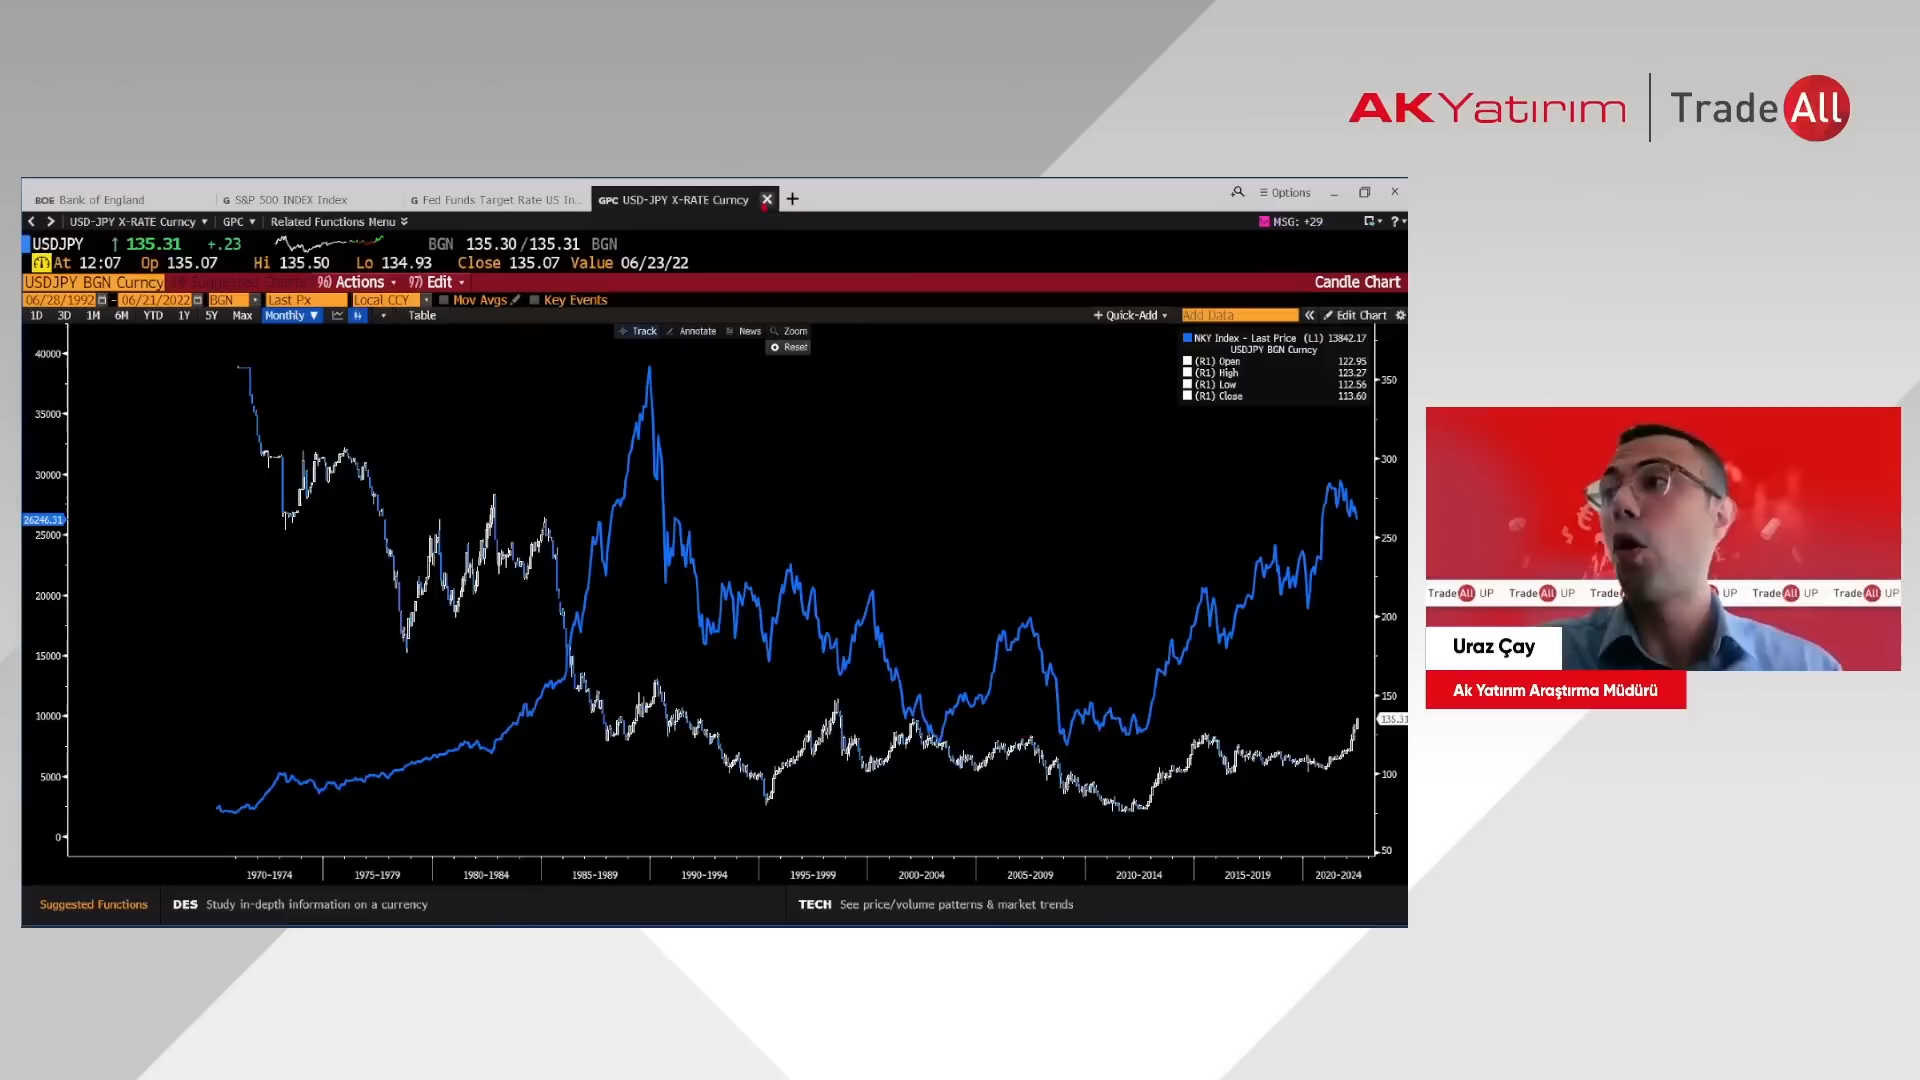 AKYatırım | TradeAll
BOE Bank of England
G S&P 500 INDEX Index
G Fed Funds Target Rate US In...
GPC USD-JPY X-RATE Curncy
Options
USD-JPY X-RATE Curncy
GPC
Related Functions Menu
MSG: +29
USDJPY ↑ 135.31 +.23 BGN 135.30/135.31 BGN
At 12:07 Op 135.07 Hi 135.50 Lo 134.93 Close 135.07 Value 06/23/22
USDJPY BGN Curncy
96) Actions
97) Edit
Candle Chart
06/28/1992 - 06/21/2022 BGN Last Px Local CCY Mov Avgs Key Events
1D 3D 1M 6M YTD 1Y 5Y Max Monthly ▼ Table
+ Quick-Add
Add Data
« Edit Chart
Track Annotate News Zoom
Reset
NKY Index - Last Price (L1) 13842.17
USDJPY BGN Curncy
(R1) Open 122.95
(R1) High 123.27
(R1) Low 112.56
(R1) Close 113.60
40000
35000
30000
26246.31
25000
20000
15000
10000
5000
0
350
300
250
200
150
135.31
100
50
1970-1974 1975-1979 1980-1984 1985-1989 1990-1994 1995-1999 2000-2004 2005-2009 2010-2014 2015-2019 2020-2024
Suggested Functions
DES Study in-depth information on a currency
TECH See price/volume patterns & market trends
TradeAll UP TradeAll UP Trade UP TradeAll UP TradeAll UP
Uraz Çay
Ak Yatırım Araştırma Müdürü